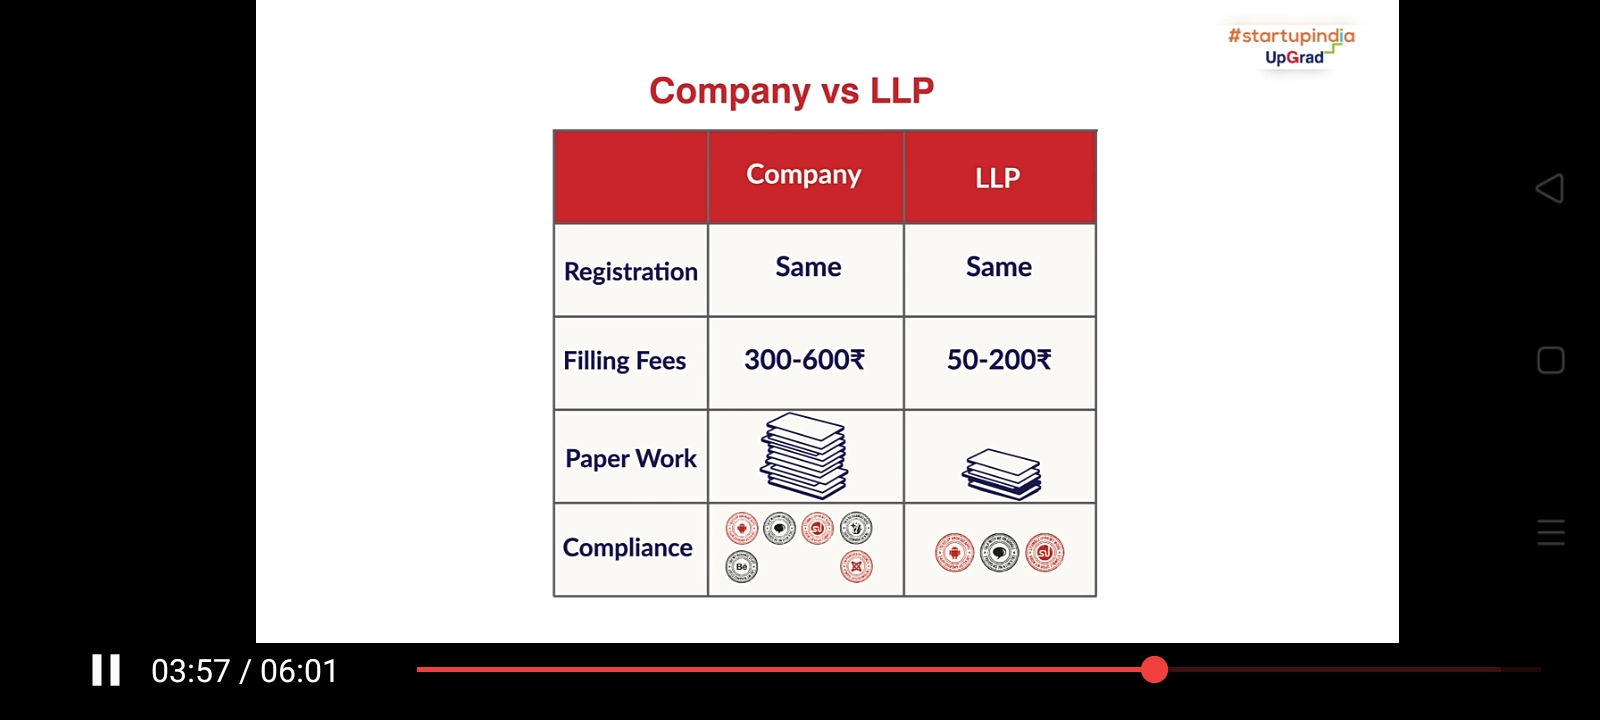 #startupindia
UpGrad
Company vs LLP
Company LLP
Registration Same Same
Filling Fees 300-600₹ 50-200₹
Paper Work
Compliance
Bē
03:57 / 06:01